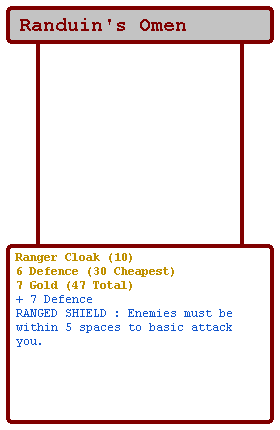 Randuin's Omen
Ranger Cloak (10)
6 Defence (30 Cheapest)
7 Gold (47 Total)
+ 7 Defence
RANGED SHIELD : Enemies must be
within 5 spaces to basic attack
you.